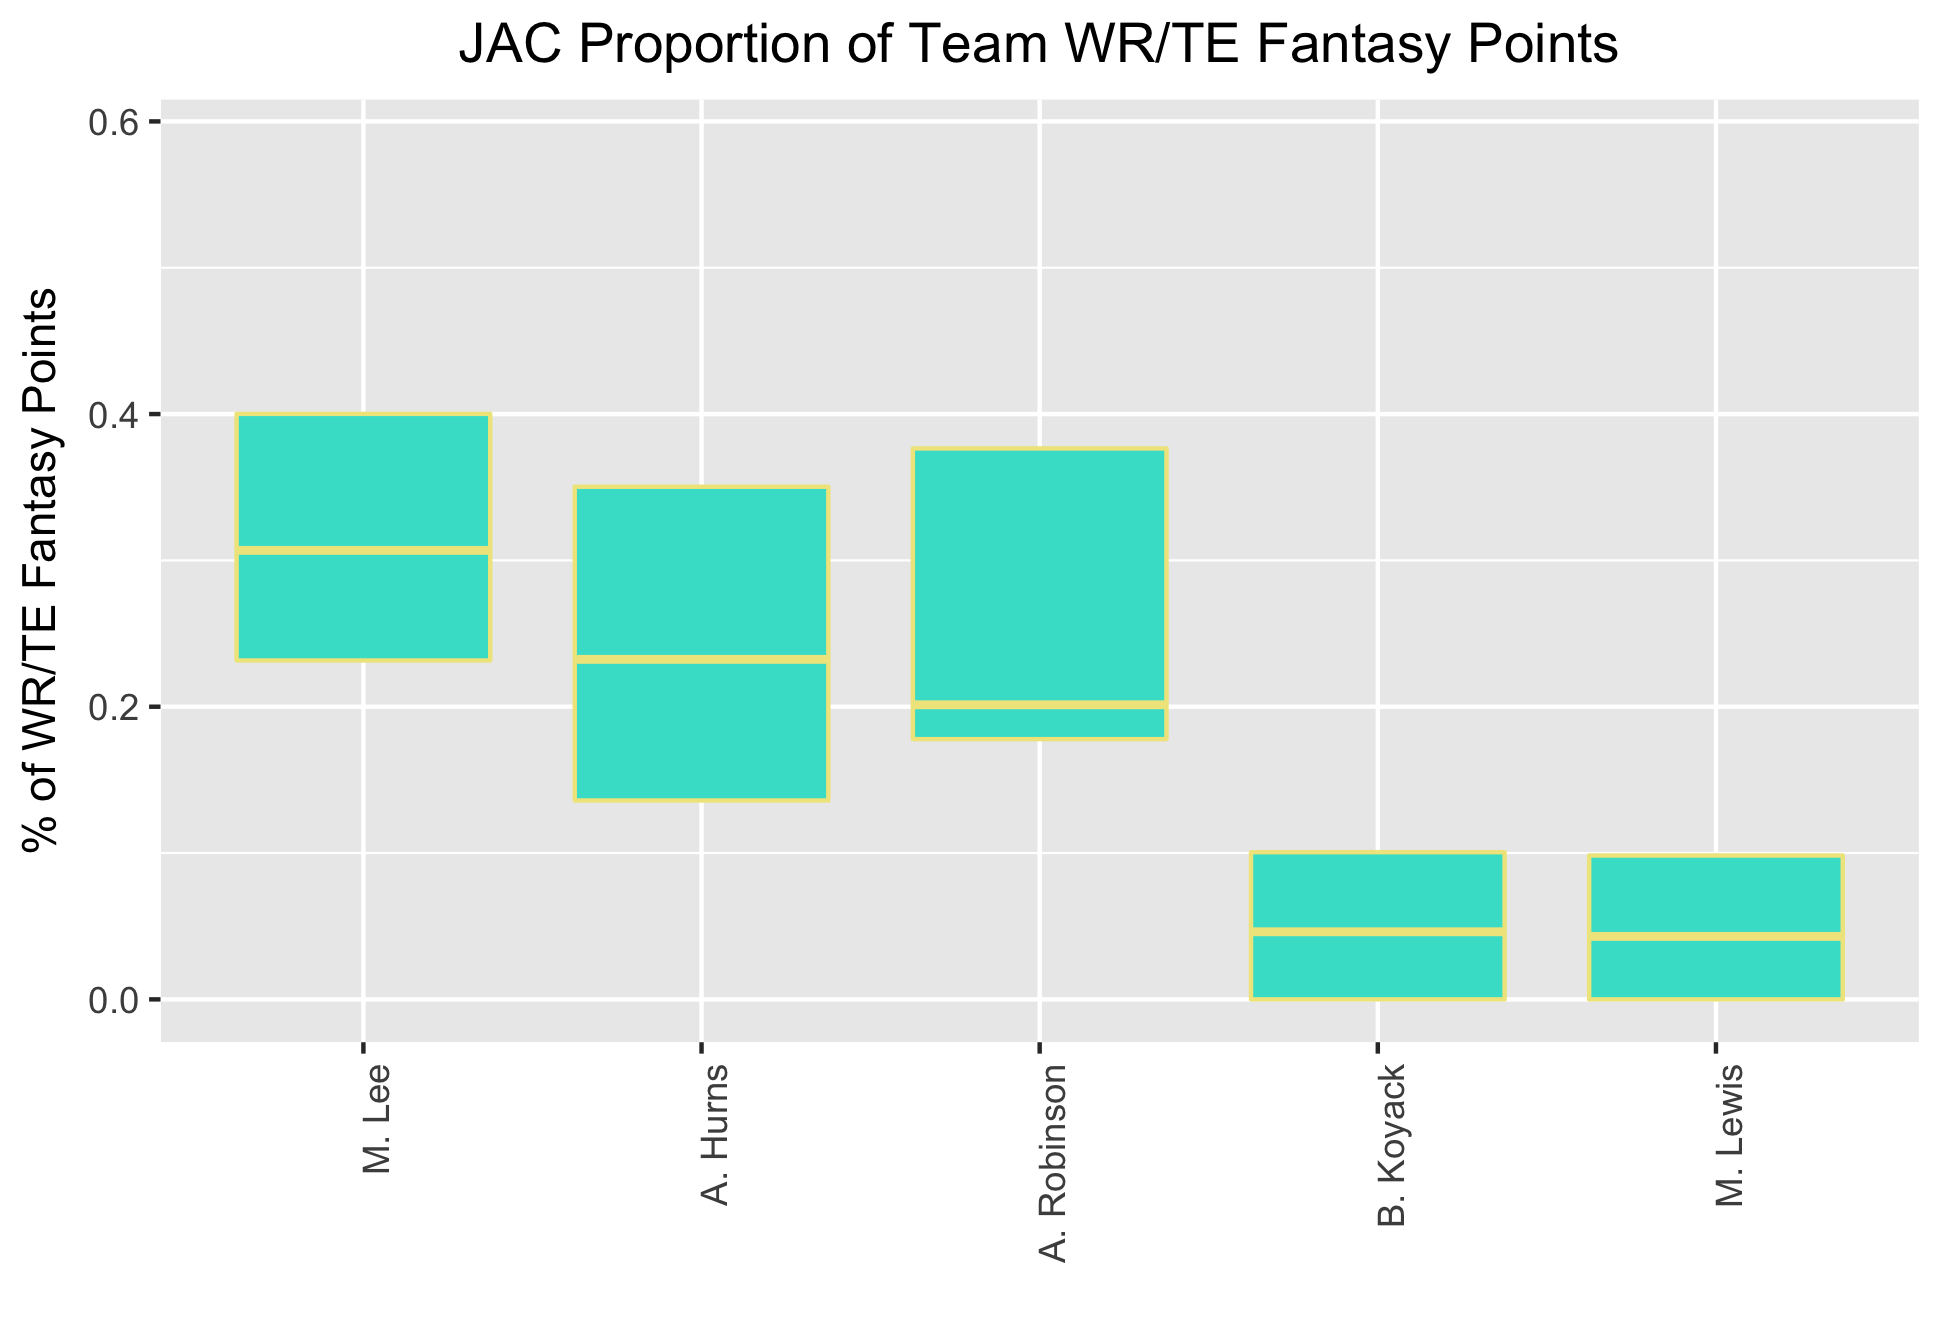 JAC Proportion of Team WR/TE Fantasy Points
% of WR/TE Fantasy Points
0.6
0.4
0.2
0.0
M. Lee
A. Hurns
A. Robinson
B. Koyack
M. Lewis